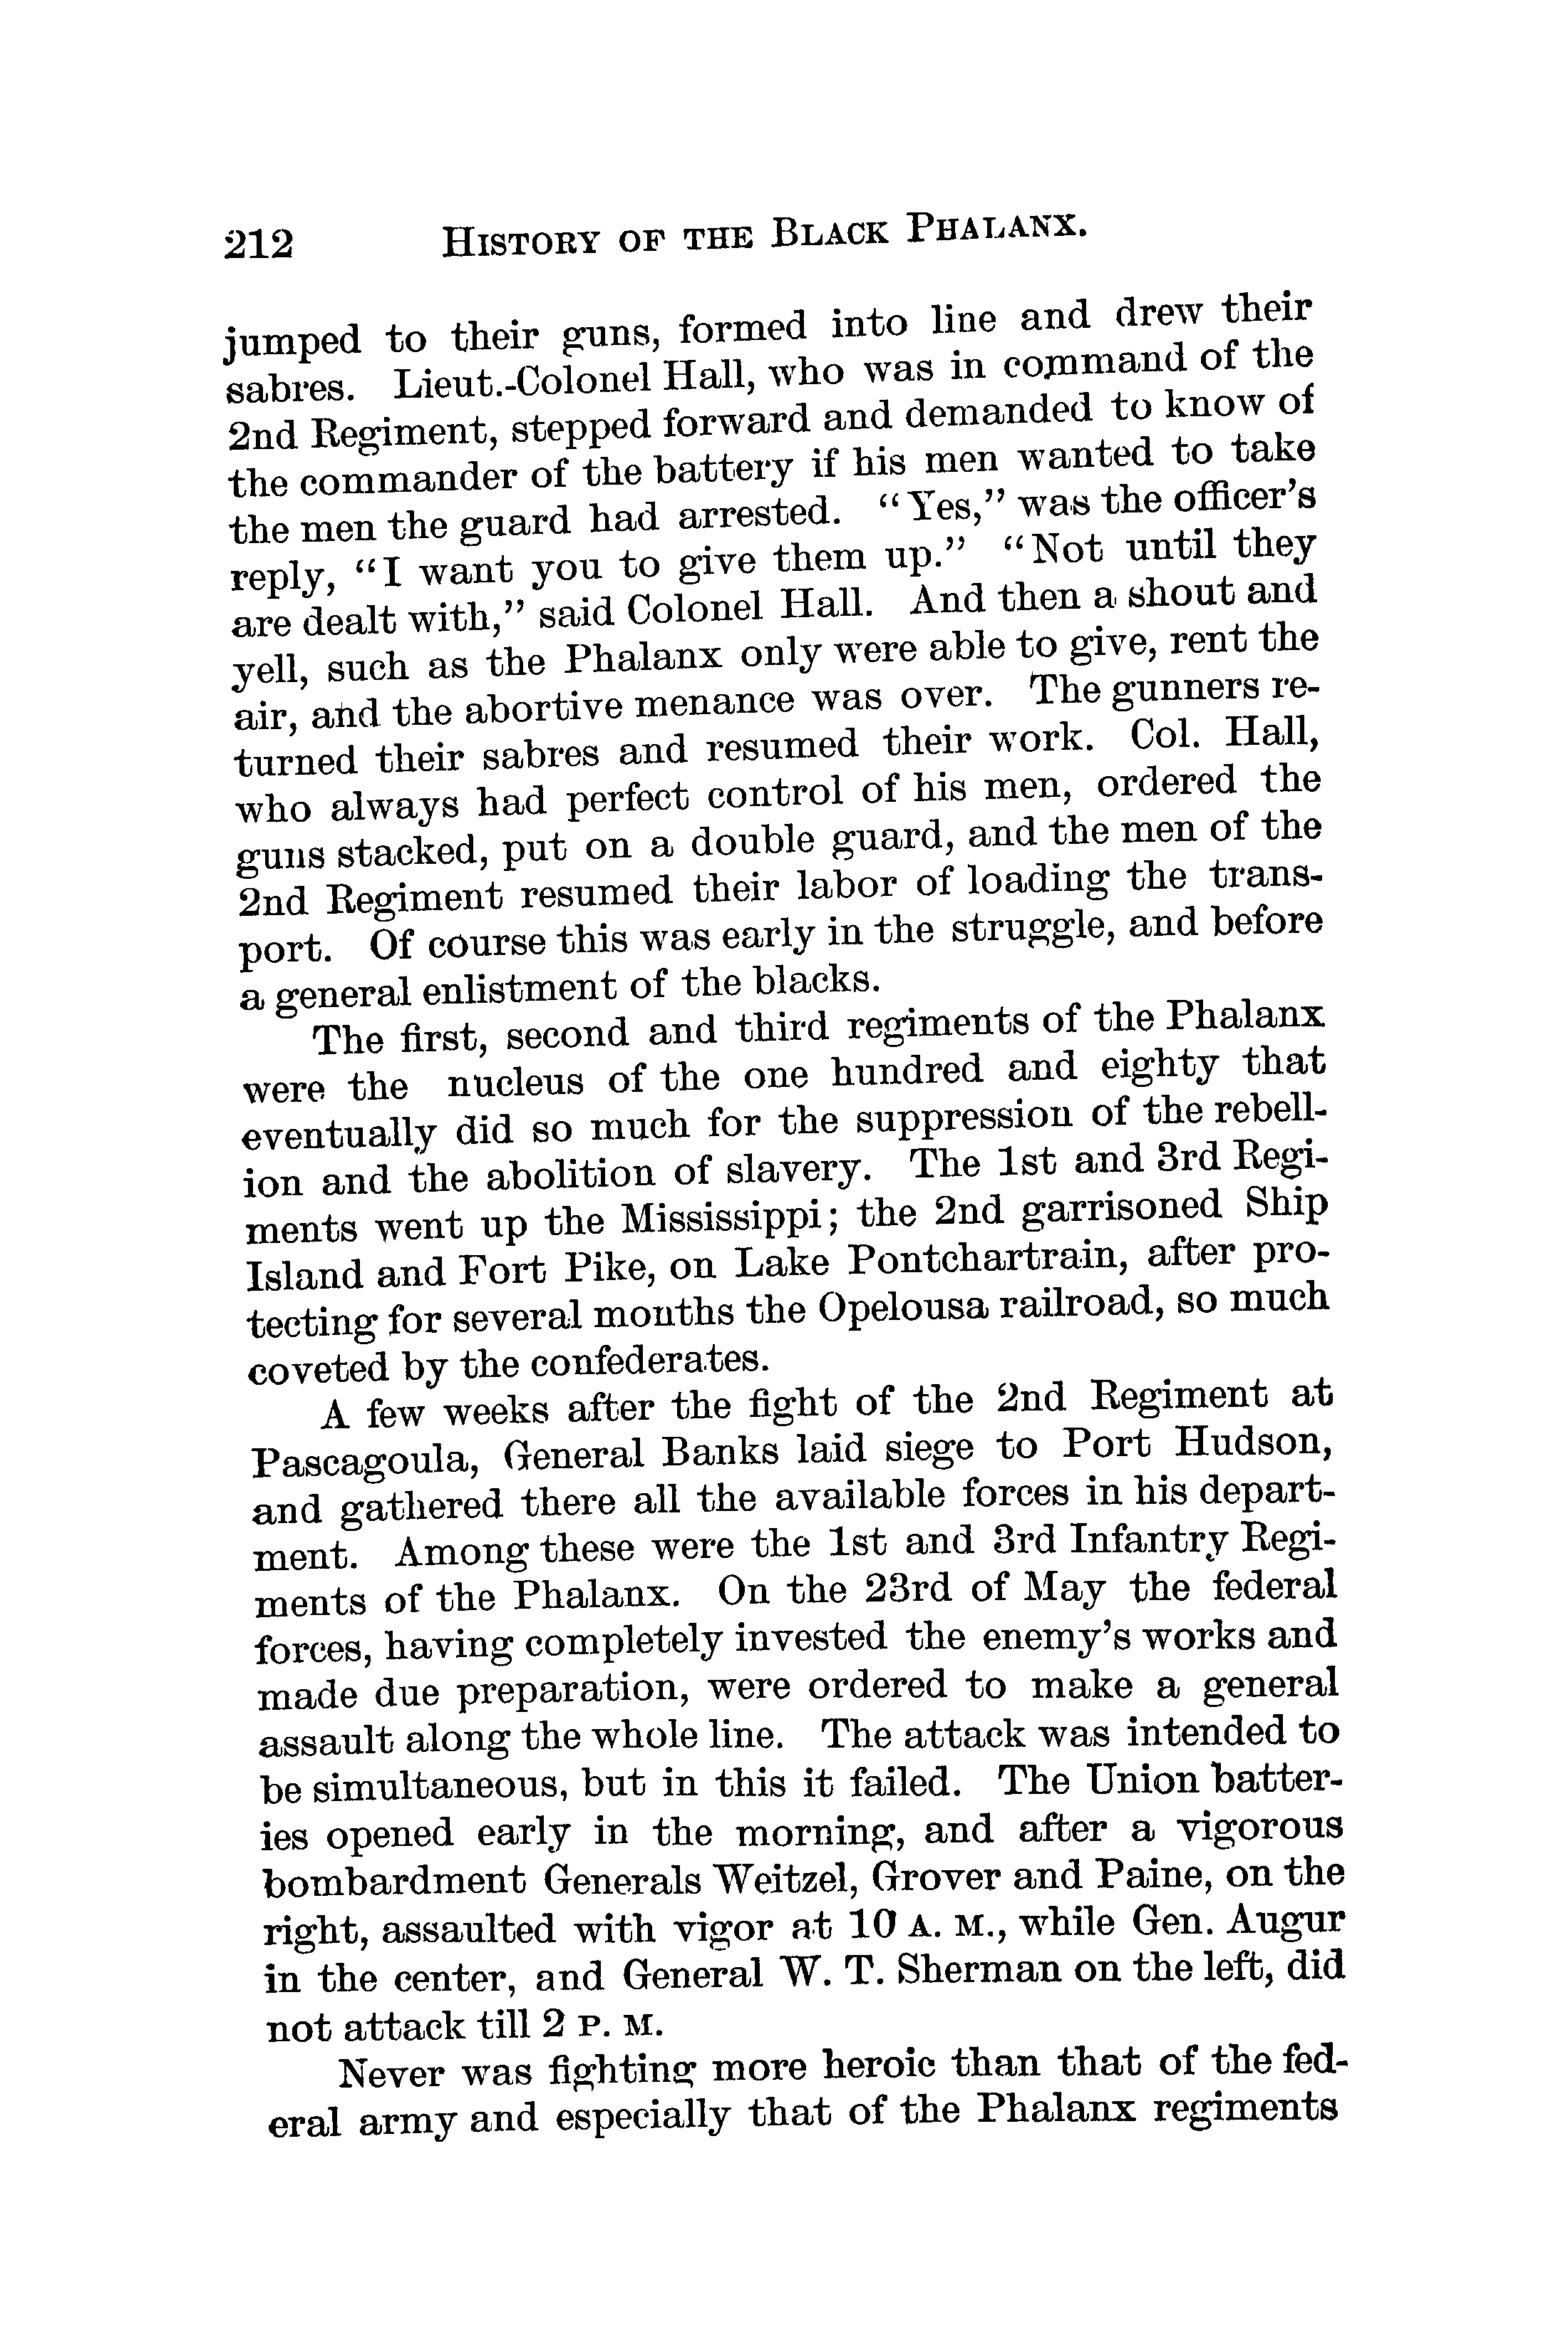 212 HISTORY OF THE BLACK PHALANX.
jumped to their guns, formed into line and drew their
sabres. Lieut.-Colonel Hall, who was in command of the
2nd Regiment, stepped forward and demanded to know of
the commander of the battery if his men wanted to take
the men the guard had arrested. “Yes,” was the officer’s
reply, “I want you to give them up.” “Not until they
are dealt with,” said Colonel Hall. And then a shout and
yell, such as the Phalanx only were able to give, rent the
air, and the abortive menance was over. The gunners re-
turned their sabres and resumed their work. Col. Hall,
who always had perfect control of his men, ordered the
guns stacked, put on a double guard, and the men of the
2nd Regiment resumed their labor of loading the trans-
port. Of course this was early in the struggle, and before
a general enlistment of the blacks.
The first, second and third regiments of the Phalanx
were the nucleus of the one hundred and eighty that
eventually did so much for the suppression of the rebell-
ion and the abolition of slavery. The 1st and 3rd Regi-
ments went up the Mississippi; the 2nd garrisoned Ship
Island and Fort Pike, on Lake Pontchartrain, after pro-
tecting for several months the Opelousa railroad, so much
coveted by the confederates.
A few weeks after the fight of the 2nd Regiment at
Pascagoula, General Banks laid siege to Port Hudson,
and gathered there all the available forces in his depart-
ment. Among these were the 1st and 3rd Infantry Regi-
ments of the Phalanx. On the 23rd of May the federal
forces, having completely invested the enemy’s works and
made due preparation, were ordered to make a general
assault along the whole line. The attack was intended to
be simultaneous, but in this it failed. The Union batter-
ies opened early in the morning, and after a vigorous
bombardment Generals Weitzel, Grover and Paine, on the
right, assaulted with vigor at 10 A. M., while Gen. Augur
in the center, and General W. T. Sherman on the left, did
not attack till 2 P. M.
Never was fighting more heroic than that of the fed-
eral army and especially that of the Phalanx regiments